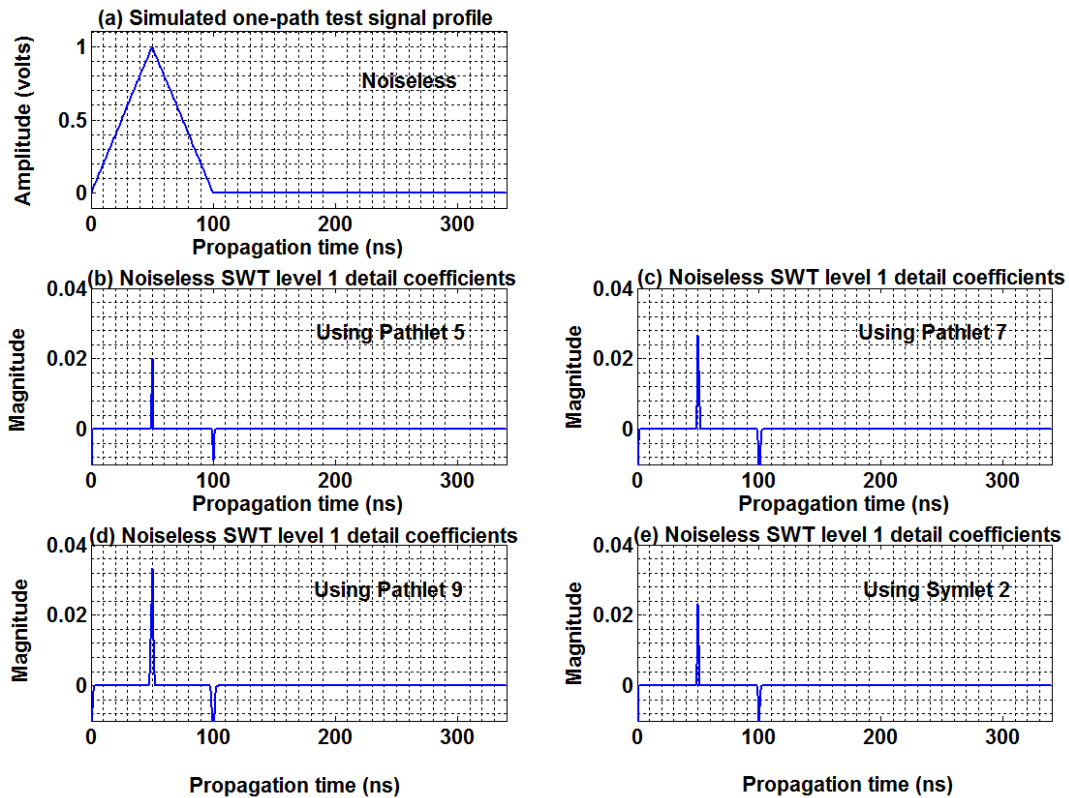 (a) Simulated one-path test signal profile
Amplitude (volts)
1
0.5
0
Noiseless
0 100 200 300
Propagation time (ns)
(b) Noiseless SWT level 1 detail coefficients
Magnitude
0.04
0.02
0
Using Pathlet 5
0 100 200 300
Propagation time (ns)
(c) Noiseless SWT level 1 detail coefficients
Magnitude
0.04
0.02
0
Using Pathlet 7
0 100 200 300
Propagation time (ns)
(d) Noiseless SWT level 1 detail coefficients
Magnitude
0.04
0.02
0
Using Pathlet 9
0 100 200 300
Propagation time (ns)
(e) Noiseless SWT level 1 detail coefficients
Magnitude
0.04
0.02
0
Using Symlet 2
0 100 200 300
Propagation time (ns)